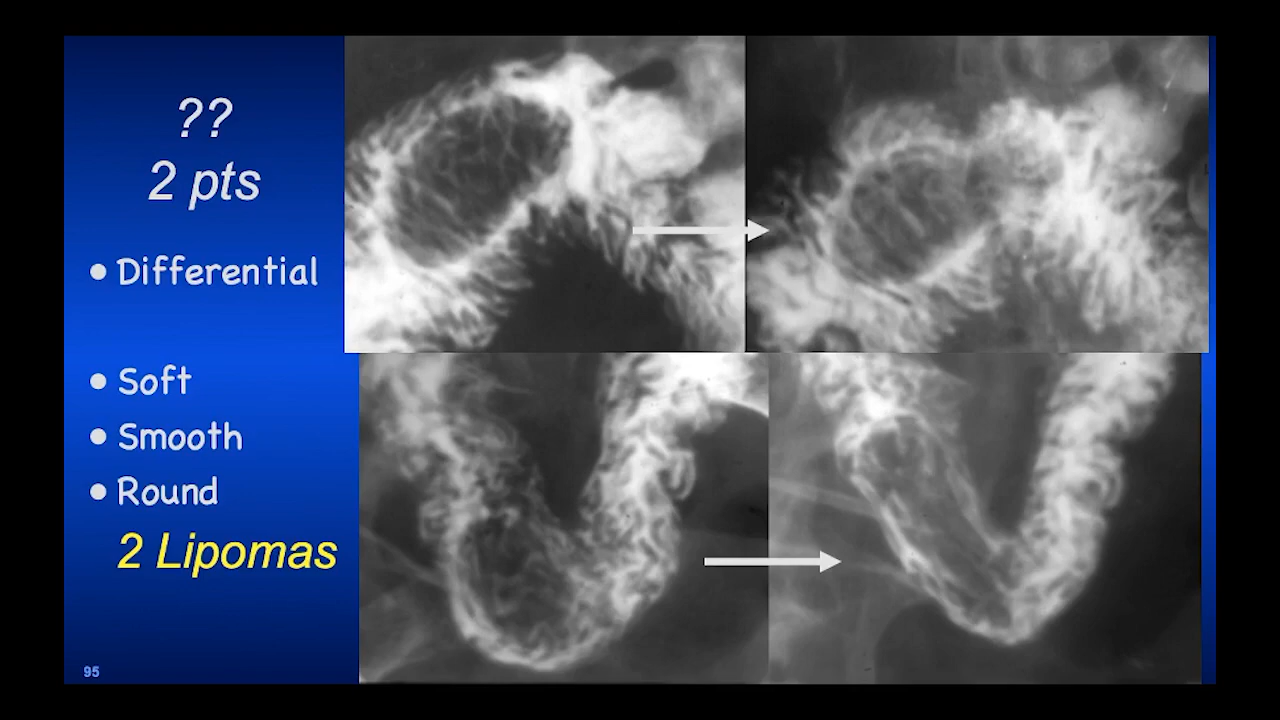 ??
2 pts
Differential
Soft
Smooth
Round
2 Lipomas
95